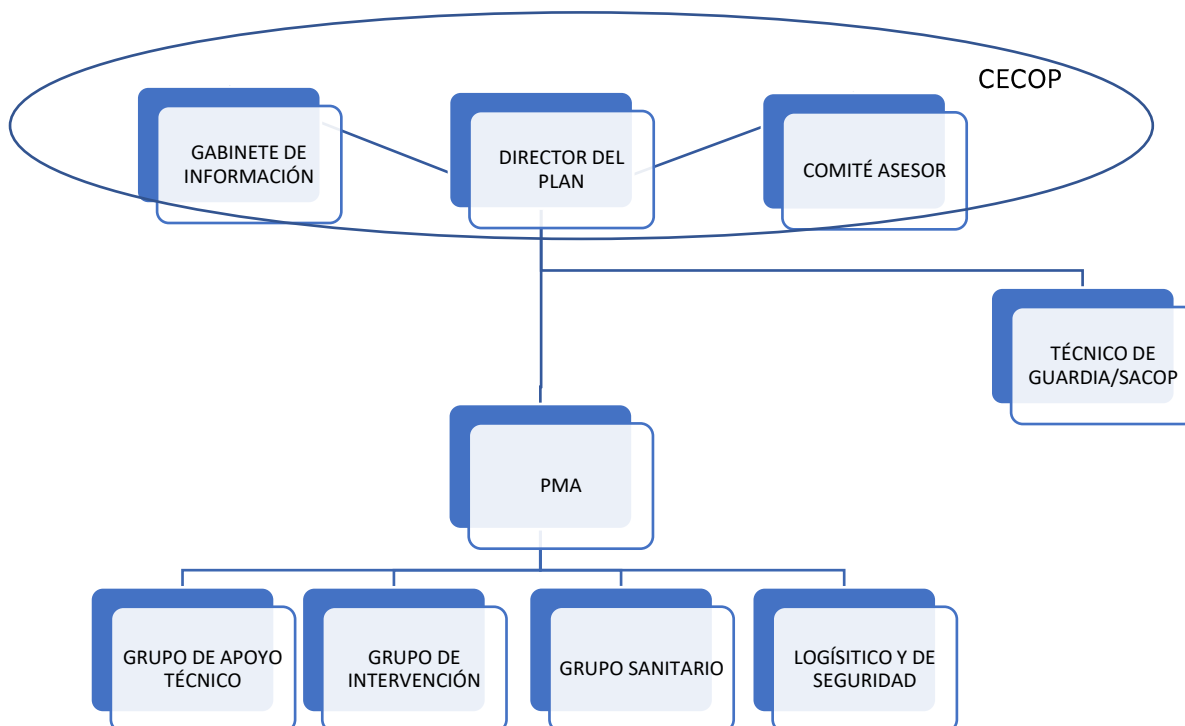 CECOP
GABINETE DE
INFORMACIÓN
DIRECTOR DEL
PLAN
COMITÉ ASESOR
TÉCNICO DE
GUARDIA/SACOP
PMA
GRUPO DE APOYO
TÉCNICO
GRUPO DE
INTERVENCIÓN
GRUPO SANITARIO
LOGÍSITICO Y DE
SEGURIDAD